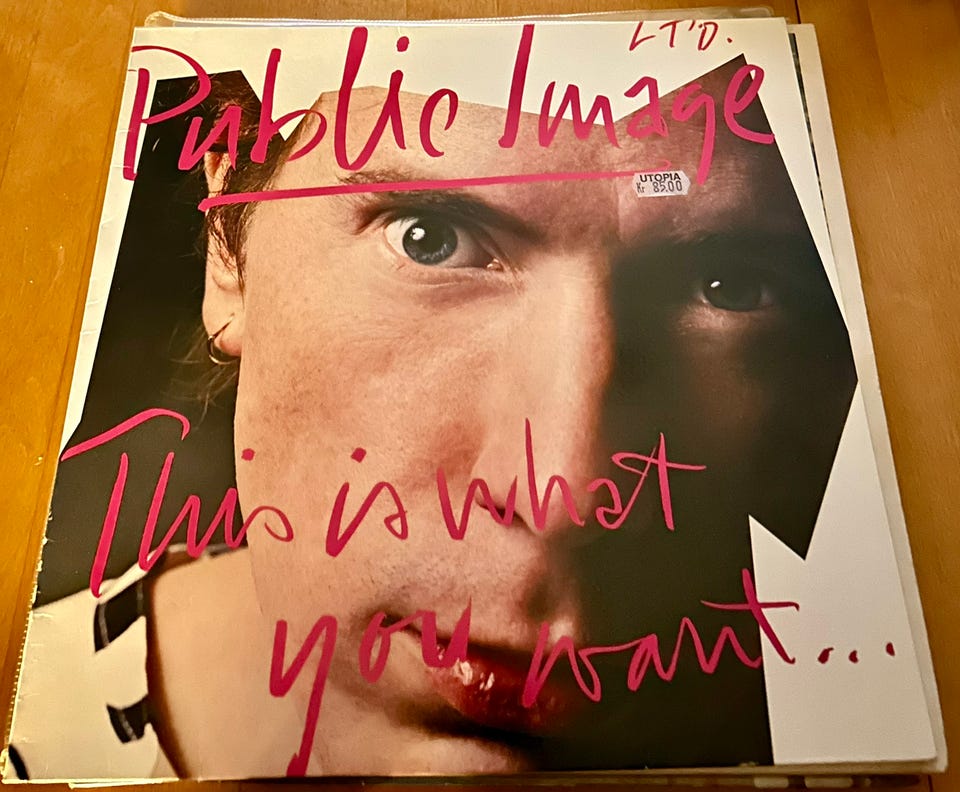 LT'D.
Public Image
UTOPIA
Kr 85.00
This is what
you want...